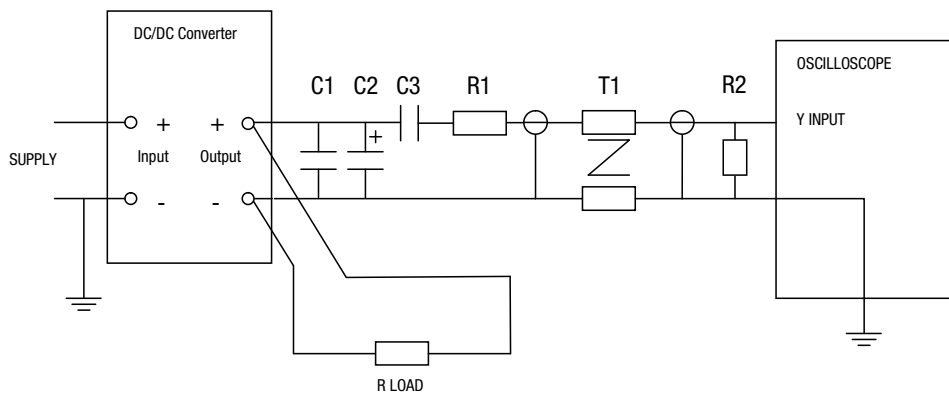 DC/DC Converter
OSCILLOSCOPE
C1 C2 C3 R1 T1 R2
+
Y INPUT
+ +
SUPPLY
Input Output
- -
R LOAD